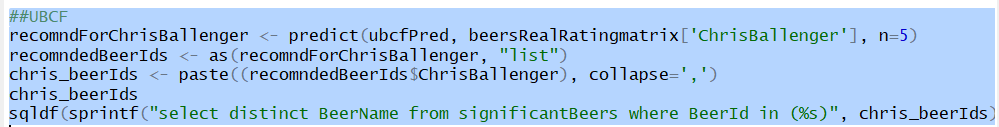 ##UBCF
recomndForChrisBallenger <- predict(ubcfPred, beersRealRatingmatrix['ChrisBallenger'], n=5)
recomndedBeerIds <- as(recomndForChrisBallenger, "list")
chris_beerIds <- paste((recomndedBeerIds$ChrisBallenger), collapse=',')
chris_beerIds
sqldf(sprintf("select distinct BeerName from significantBeers where BeerId in (%s)", chris_beerIds)